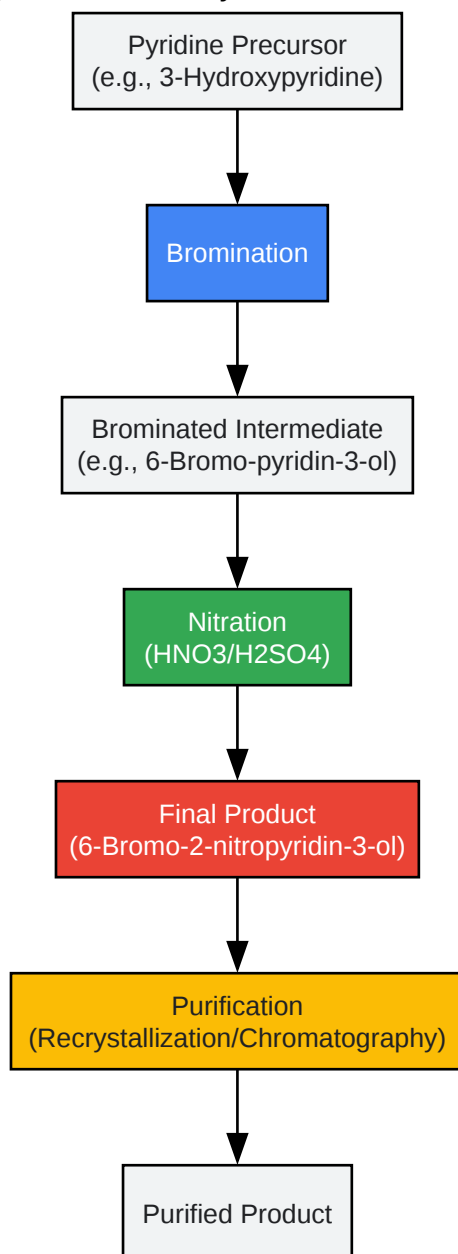 Pyridine Precursor
(e.g., 3-Hydroxypyridine)
Bromination
Brominated Intermediate
(e.g., 6-Bromo-pyridin-3-ol)
Nitration
(HNO3/H2SO4)
Final Product
(6-Bromo-2-nitropyridin-3-ol)
Purification
(Recrystallization/Chromatography)
Purified Product